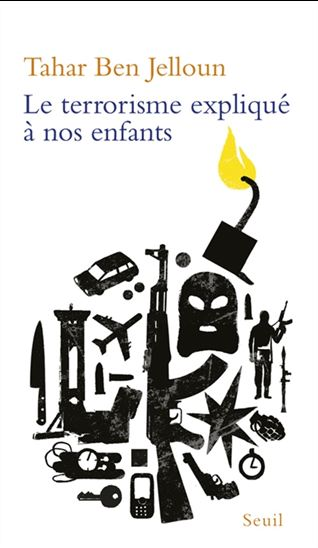 Tahar Ben Jelloun
Le terrorisme expliqué
à nos enfants
Seuil